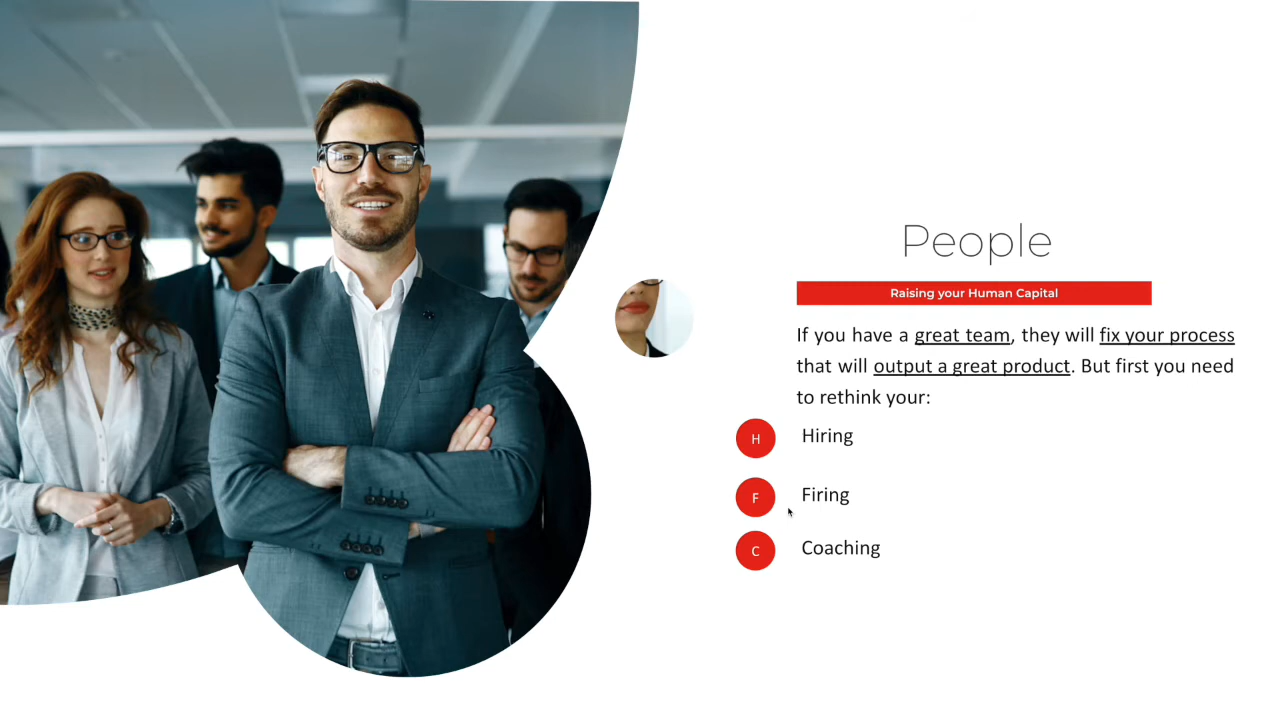 People
Raising your Human Capital
If you have a great team, they will fix your process
that will output a great product. But first you need
to rethink your:
H Hiring
F Firing
C Coaching